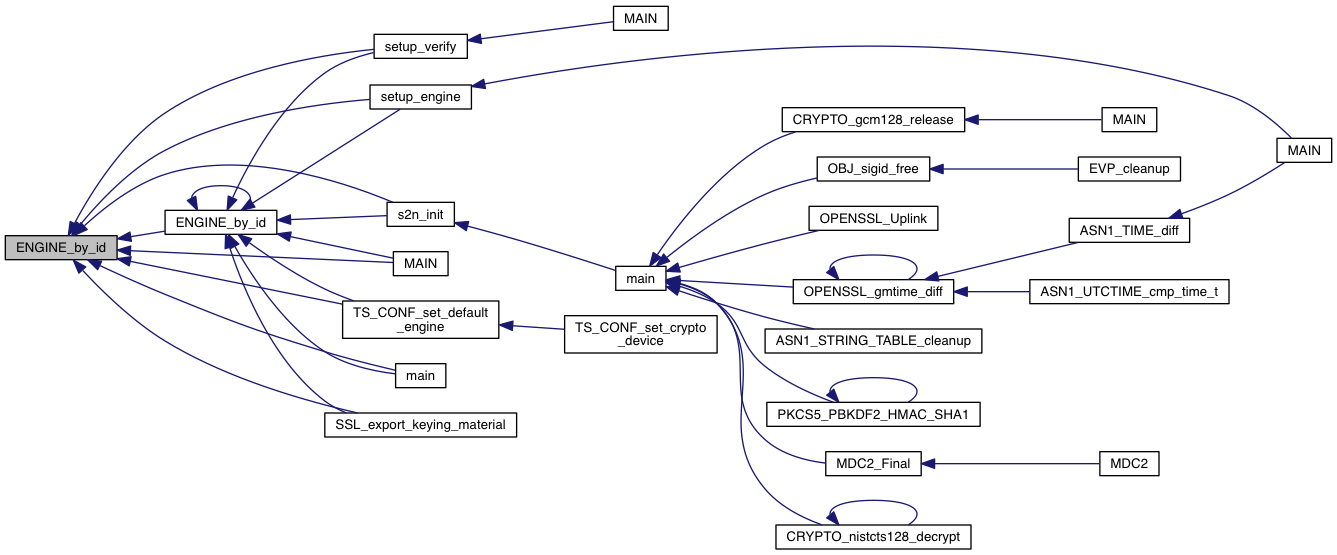 MAIN
setup_verify
setup_engine
CRYPTO_gcm128_release
MAIN
MAIN
OBJ_sigid_free
EVP_cleanup
s2n_init
OPENSSL_Uplink
ENGINE_by_id
ASN1_TIME_diff
ENGINE_by_id
MAIN
main
OPENSSL_gmtime_diff
ASN1_UTCTIME_cmp_time_t
TS_CONF_set_default
_engine
TS_CONF_set_crypto
_device
ASN1_STRING_TABLE_cleanup
main
PKCS5_PBKDF2_HMAC_SHA1
SSL_export_keying_material
MDC2_Final
MDC2
CRYPTO_nistcts128_decrypt